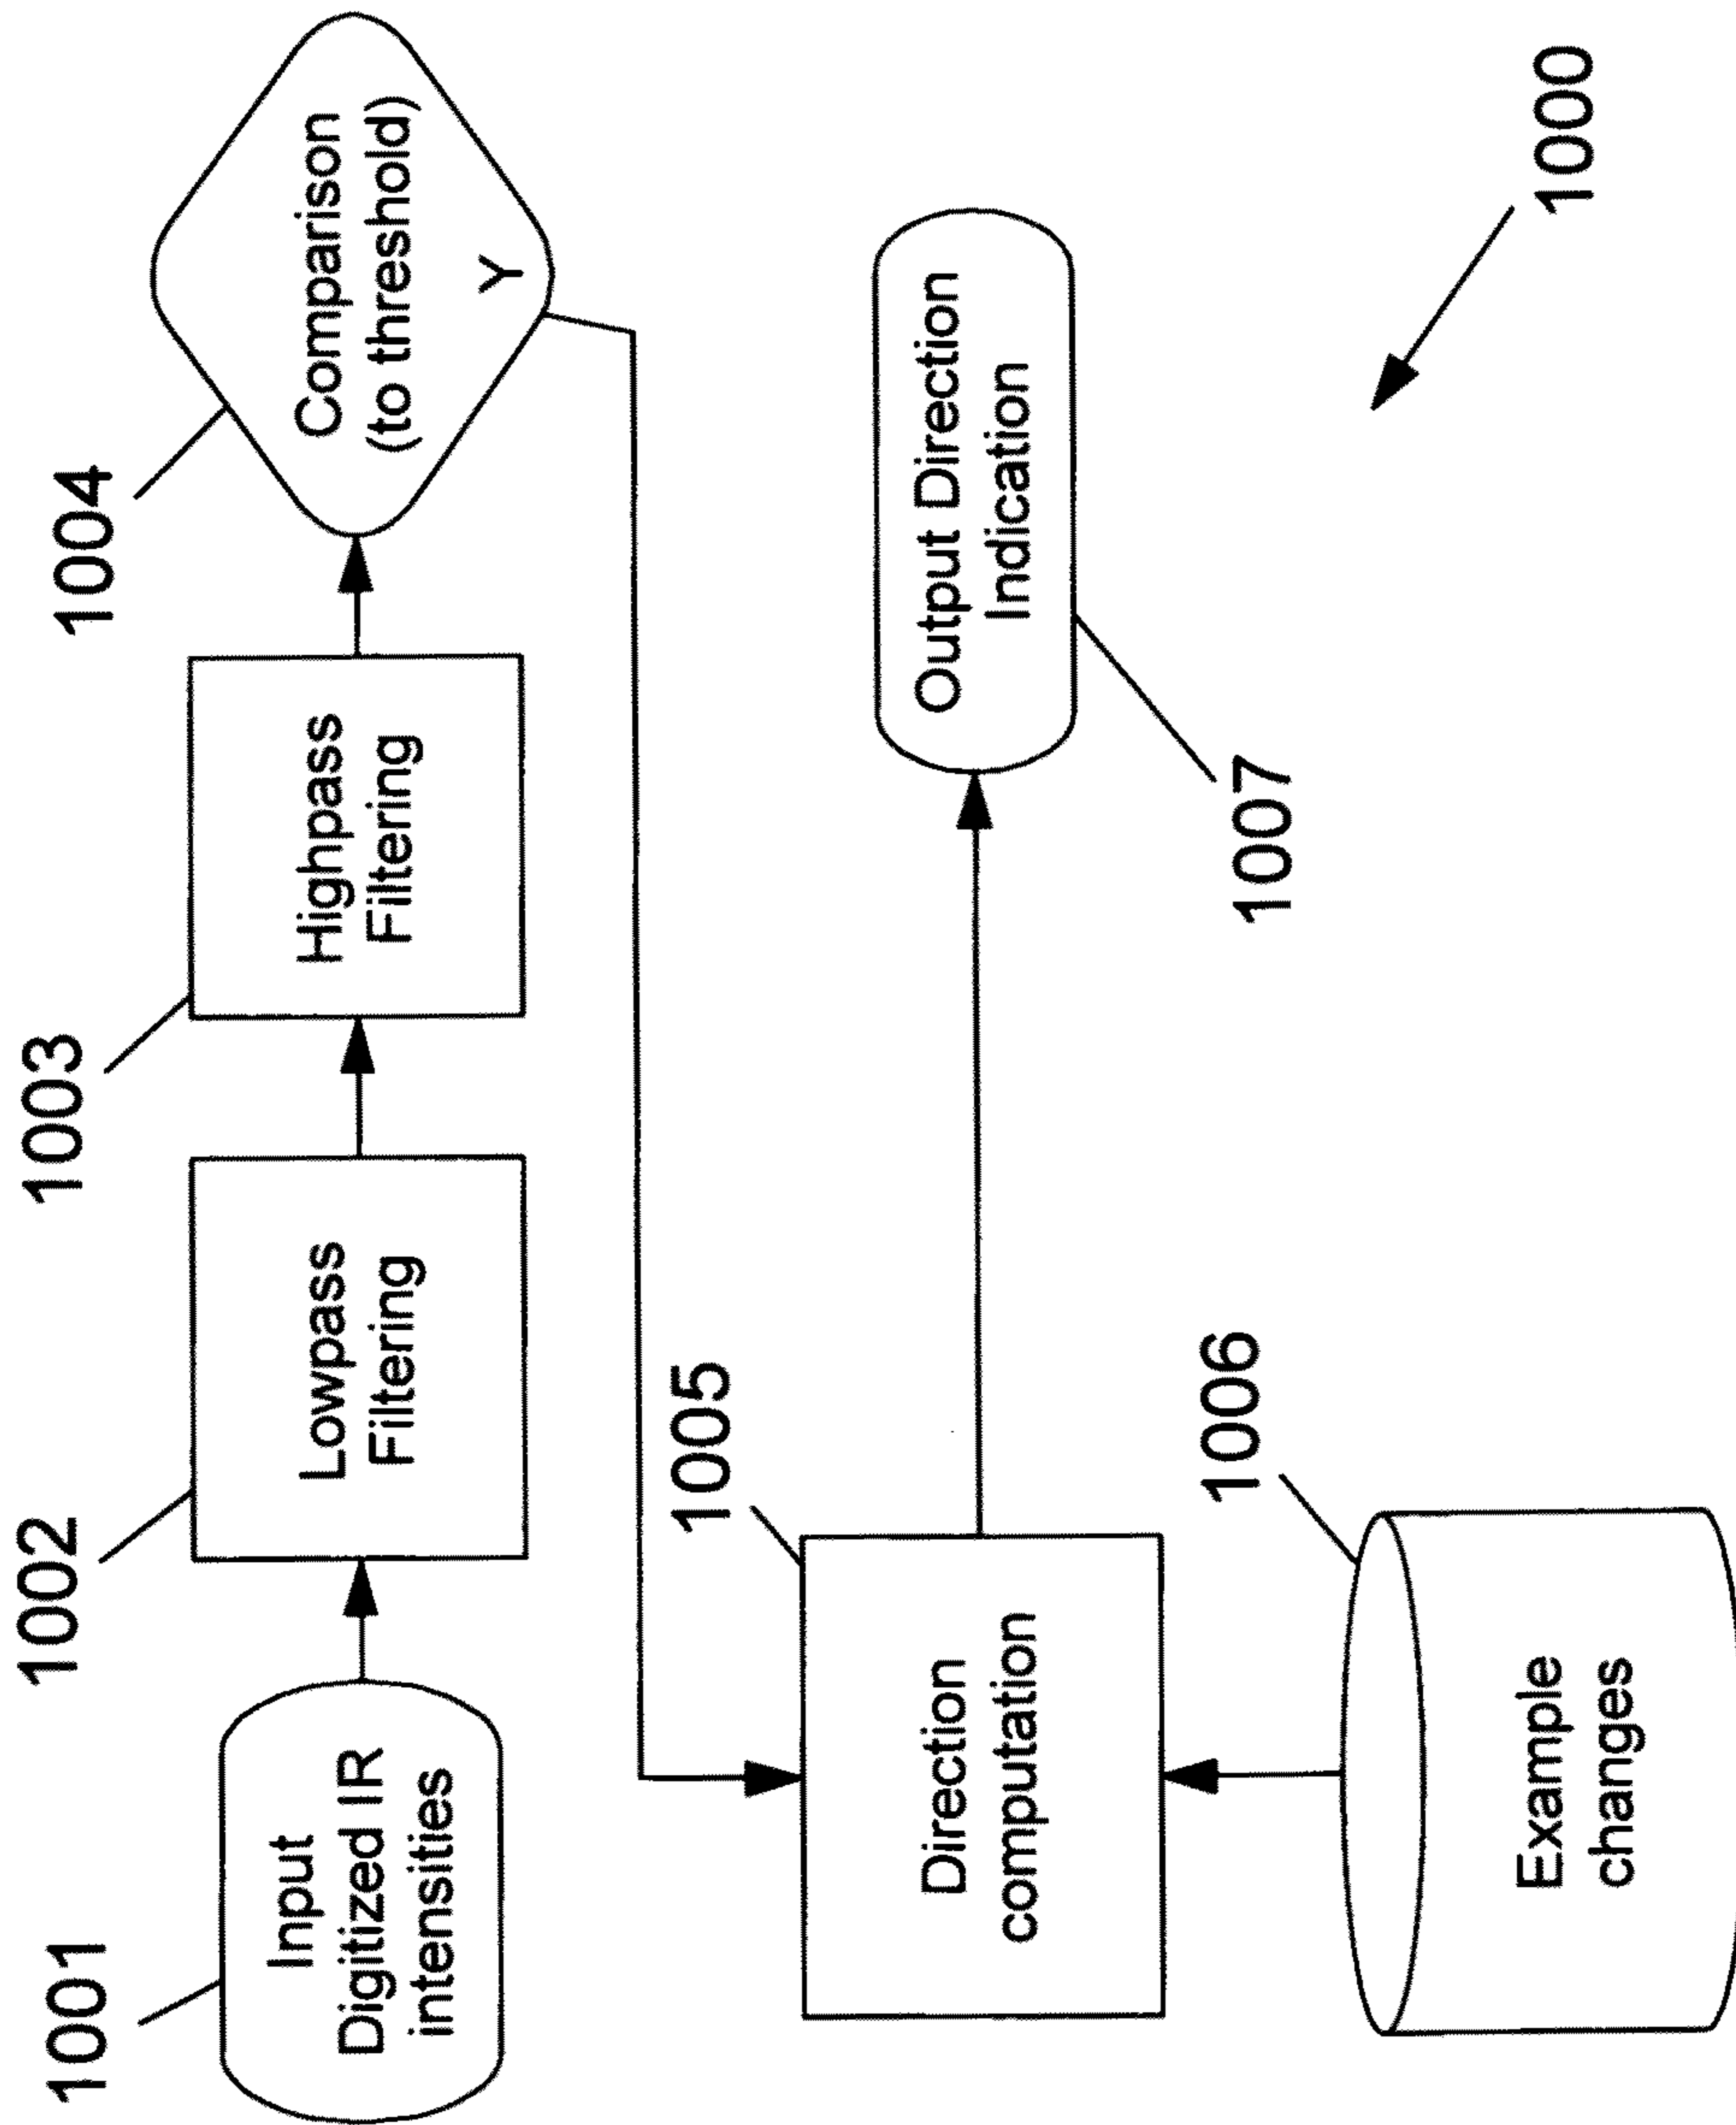 1001
Input
Digitized IR
intensities
1002
Lowpass
Filtering
1003
Highpass
Filtering
1004
Comparison
(to threshold)
Y
1005
Direction
computation
1006
Example
changes
1007
Output Direction
Indication
1000